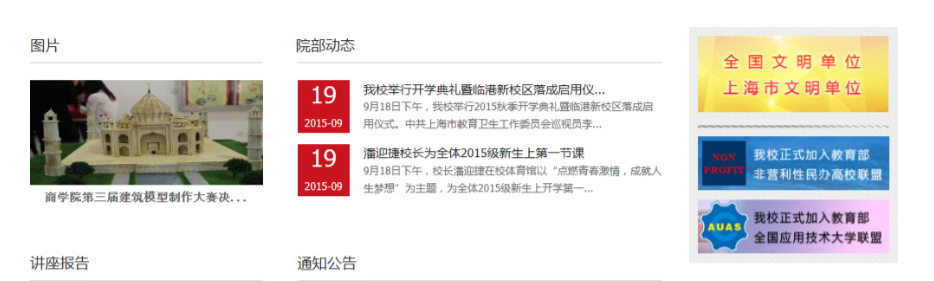 图片
商学院第三届建筑模型制作大赛决...
院部动态
19
2015-09
我校举行开学典礼暨临港新校区落成启用仪...
9月18日下午，我校举行2015秋季开学典礼暨临港新校区落成启
用仪式。中共上海市教育卫生工作委员会巡视员李...
19
2015-09
潘迎捷校长为全体2015级新生上第一节课
9月18日下午，校长潘迎捷在校体育馆以“点燃青春激情，成就人
生梦想”为主题，为全体2015级新生上开学第一...
全国文明单位
上海市文明单位
NON
PROFIT
我校正式加入教育部
非营利性民办高校联盟
AUAS
我校正式加入教育部
全国应用技术大学联盟
讲座报告
通知公告